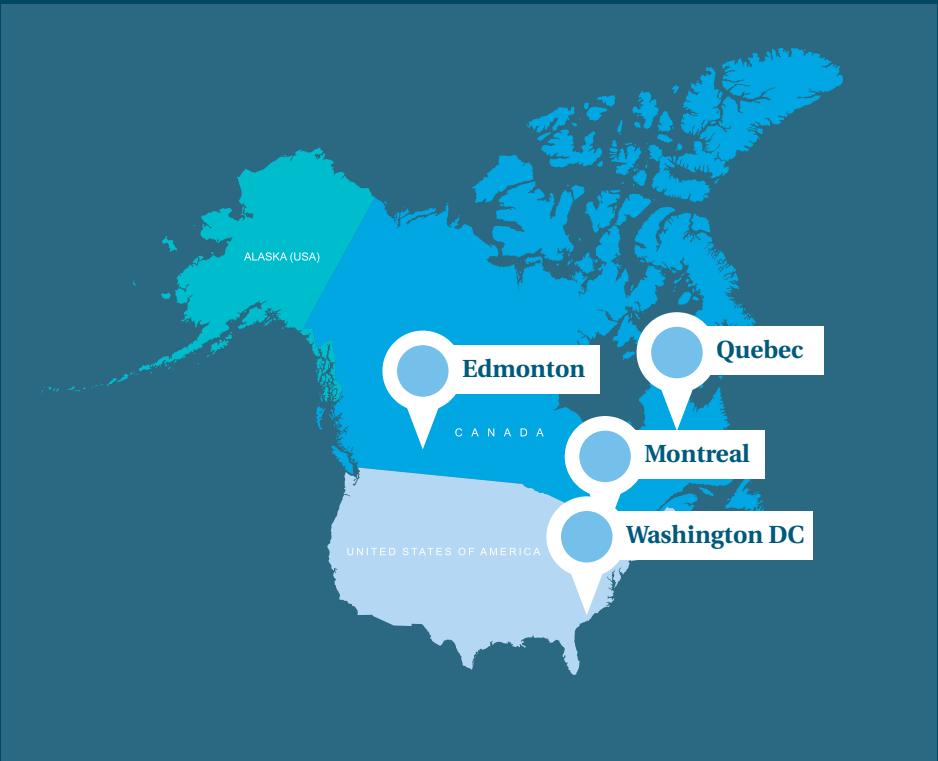 ALASKA (USA)
Quebec
Edmonton
CANADA
Montreal
Washington DC
UNITED STATES OF AMERICA